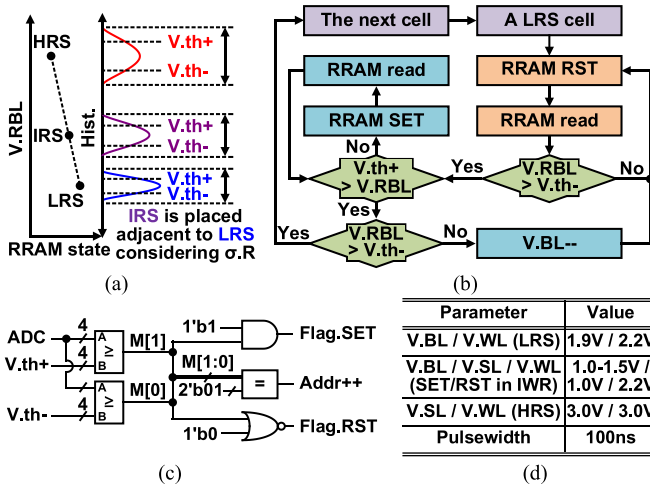 (a)
HRS
IRS
LRS
V.RBL
RRAM state
Hist.
V.th+
V.th-
V.th+
V.th-
V.th+
V.th-
IRS is placed
adjacent to LRS
considering σ.R
The next cell
A LRS cell
RRAM read
RRAM RST
RRAM SET
RRAM read
No
Yes
No
V.th+
> V.RBL
V.RBL
> V.th-
Yes
Yes
V.RBL
> V.th-
No
V.BL--
(b)
ADC
4
A
≥
B
M[1]
V.th+
4
4
A
≥
B
M[0]
V.th-
4
1'b1
Flag.SET
M[1:0]
2'b01
=
Addr++
1'b0
Flag.RST
(c)
Parameter Value
V.BL / V.WL (LRS) 1.9V / 2.2V
V.BL / V.SL / V.WL 1.0-1.5V /
(SET/RST in IWR) 1.0V / 2.2V
V.SL / V.WL (HRS) 3.0V / 3.0V
Pulsewidth 100ns
(d)